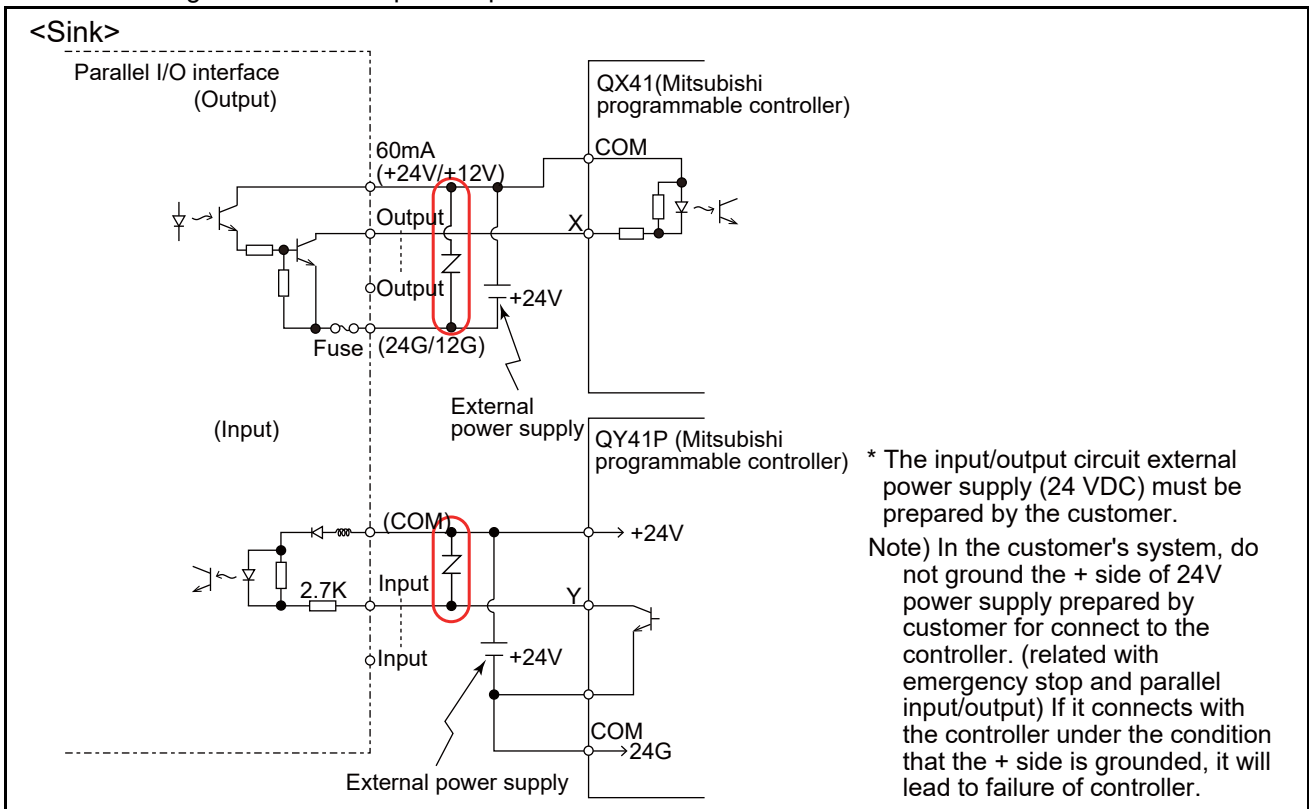 <Sink>
Parallel I/O interface
(Output)
QX41(Mitsubishi
programmable controller)
60mA
(+24V/+12V)
COM
Output
X
Output
+24V
Fuse
(24G/12G)
External
power supply
(Input)
QY41P (Mitsubishi
programmable controller)
(COM)
+24V
2.7K
Input
Y
Input
+24V
COM
24G
External power supply
* The input/output circuit external
power supply (24 VDC) must be
prepared by the customer.
Note) In the customer's system, do
not ground the + side of 24V
power supply prepared by
customer for connect to the
controller. (related with
emergency stop and parallel
input/output) If it connects with
the controller under the condition
that the + side is grounded, it will
lead to failure of controller.